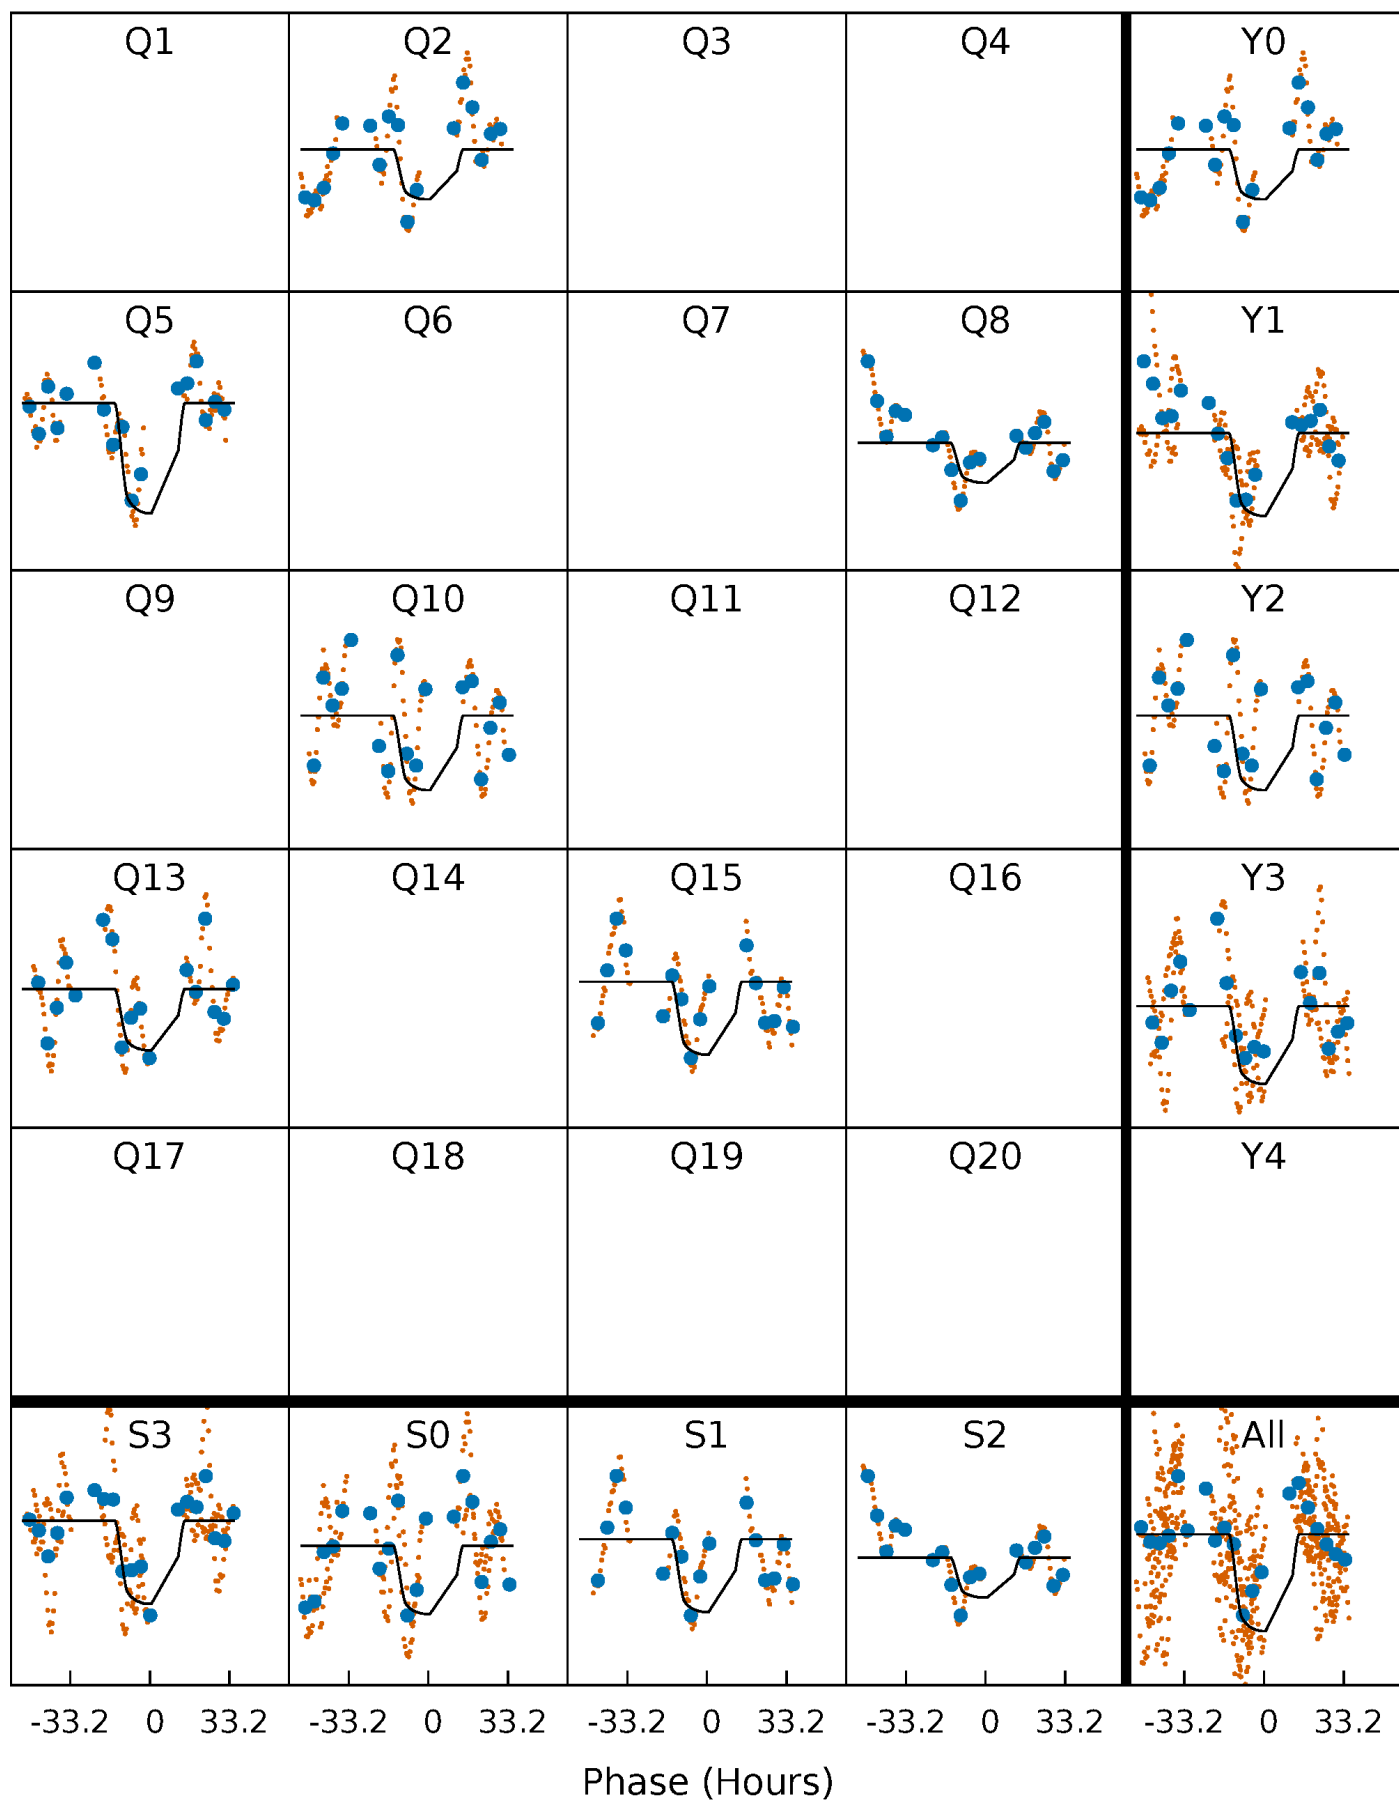 Q1 Q2 Q3 Q4 Y0
Q5 Q6 Q7 Q8 Y1
Q9 Q10 Q11 Q12 Y2
Q13 Q14 Q15 Q16 Y3
Q17 Q18 Q19 Q20 Y4
S3 S0 S1 S2 All
-33.2 0 33.2 -33.2 0 33.2 -33.2 0 33.2 -33.2 0 33.2 -33.2 0 33.2
Phase (Hours)